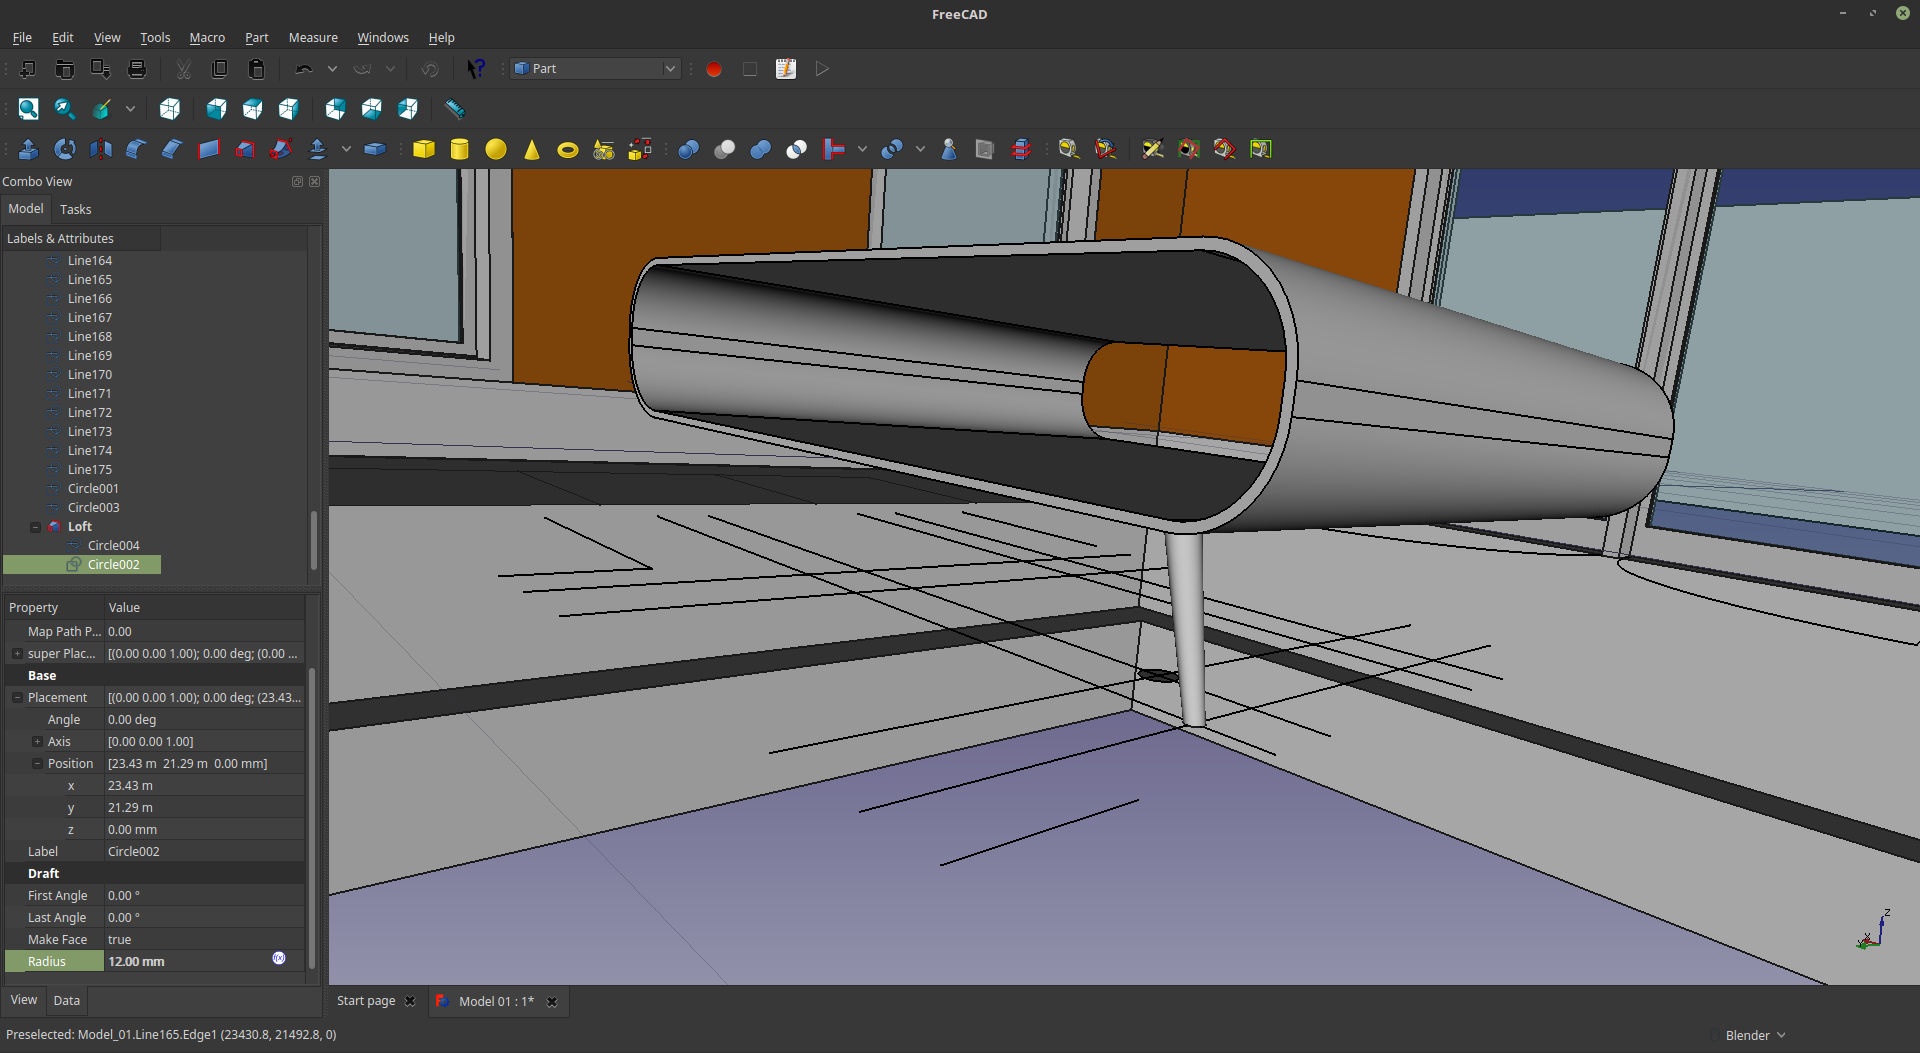 FreeCAD
File Edit View Tools Macro Part Measure Windows Help
Part
Combo View
Model Tasks
Labels & Attributes
Line164
Line165
Line166
Line167
Line168
Line169
Line170
Line171
Line172
Line173
Line174
Line175
Circle001
Circle003
Loft
Circle004
Circle002
Property Value
Map Path P... 0.00
super Plac... [(0.00 0.00 1.00); 0.00 deg; (0.00 ...
Base
Placement [(0.00 0.00 1.00); 0.00 deg; (23.43...
Angle 0.00 deg
Axis [0.00 0.00 1.00]
Position [23.43 m 21.29 m 0.00 mm]
x 23.43 m
y 21.29 m
z 0.00 mm
Label Circle002
Draft
First Angle 0.00 °
Last Angle 0.00 °
Make Face true
Radius 12.00 mm
View Data
Start page Model 01 : 1*
Z
X
Preselected: Model_01.Line165.Edge1 (23430.8, 21492.8, 0)
Blender